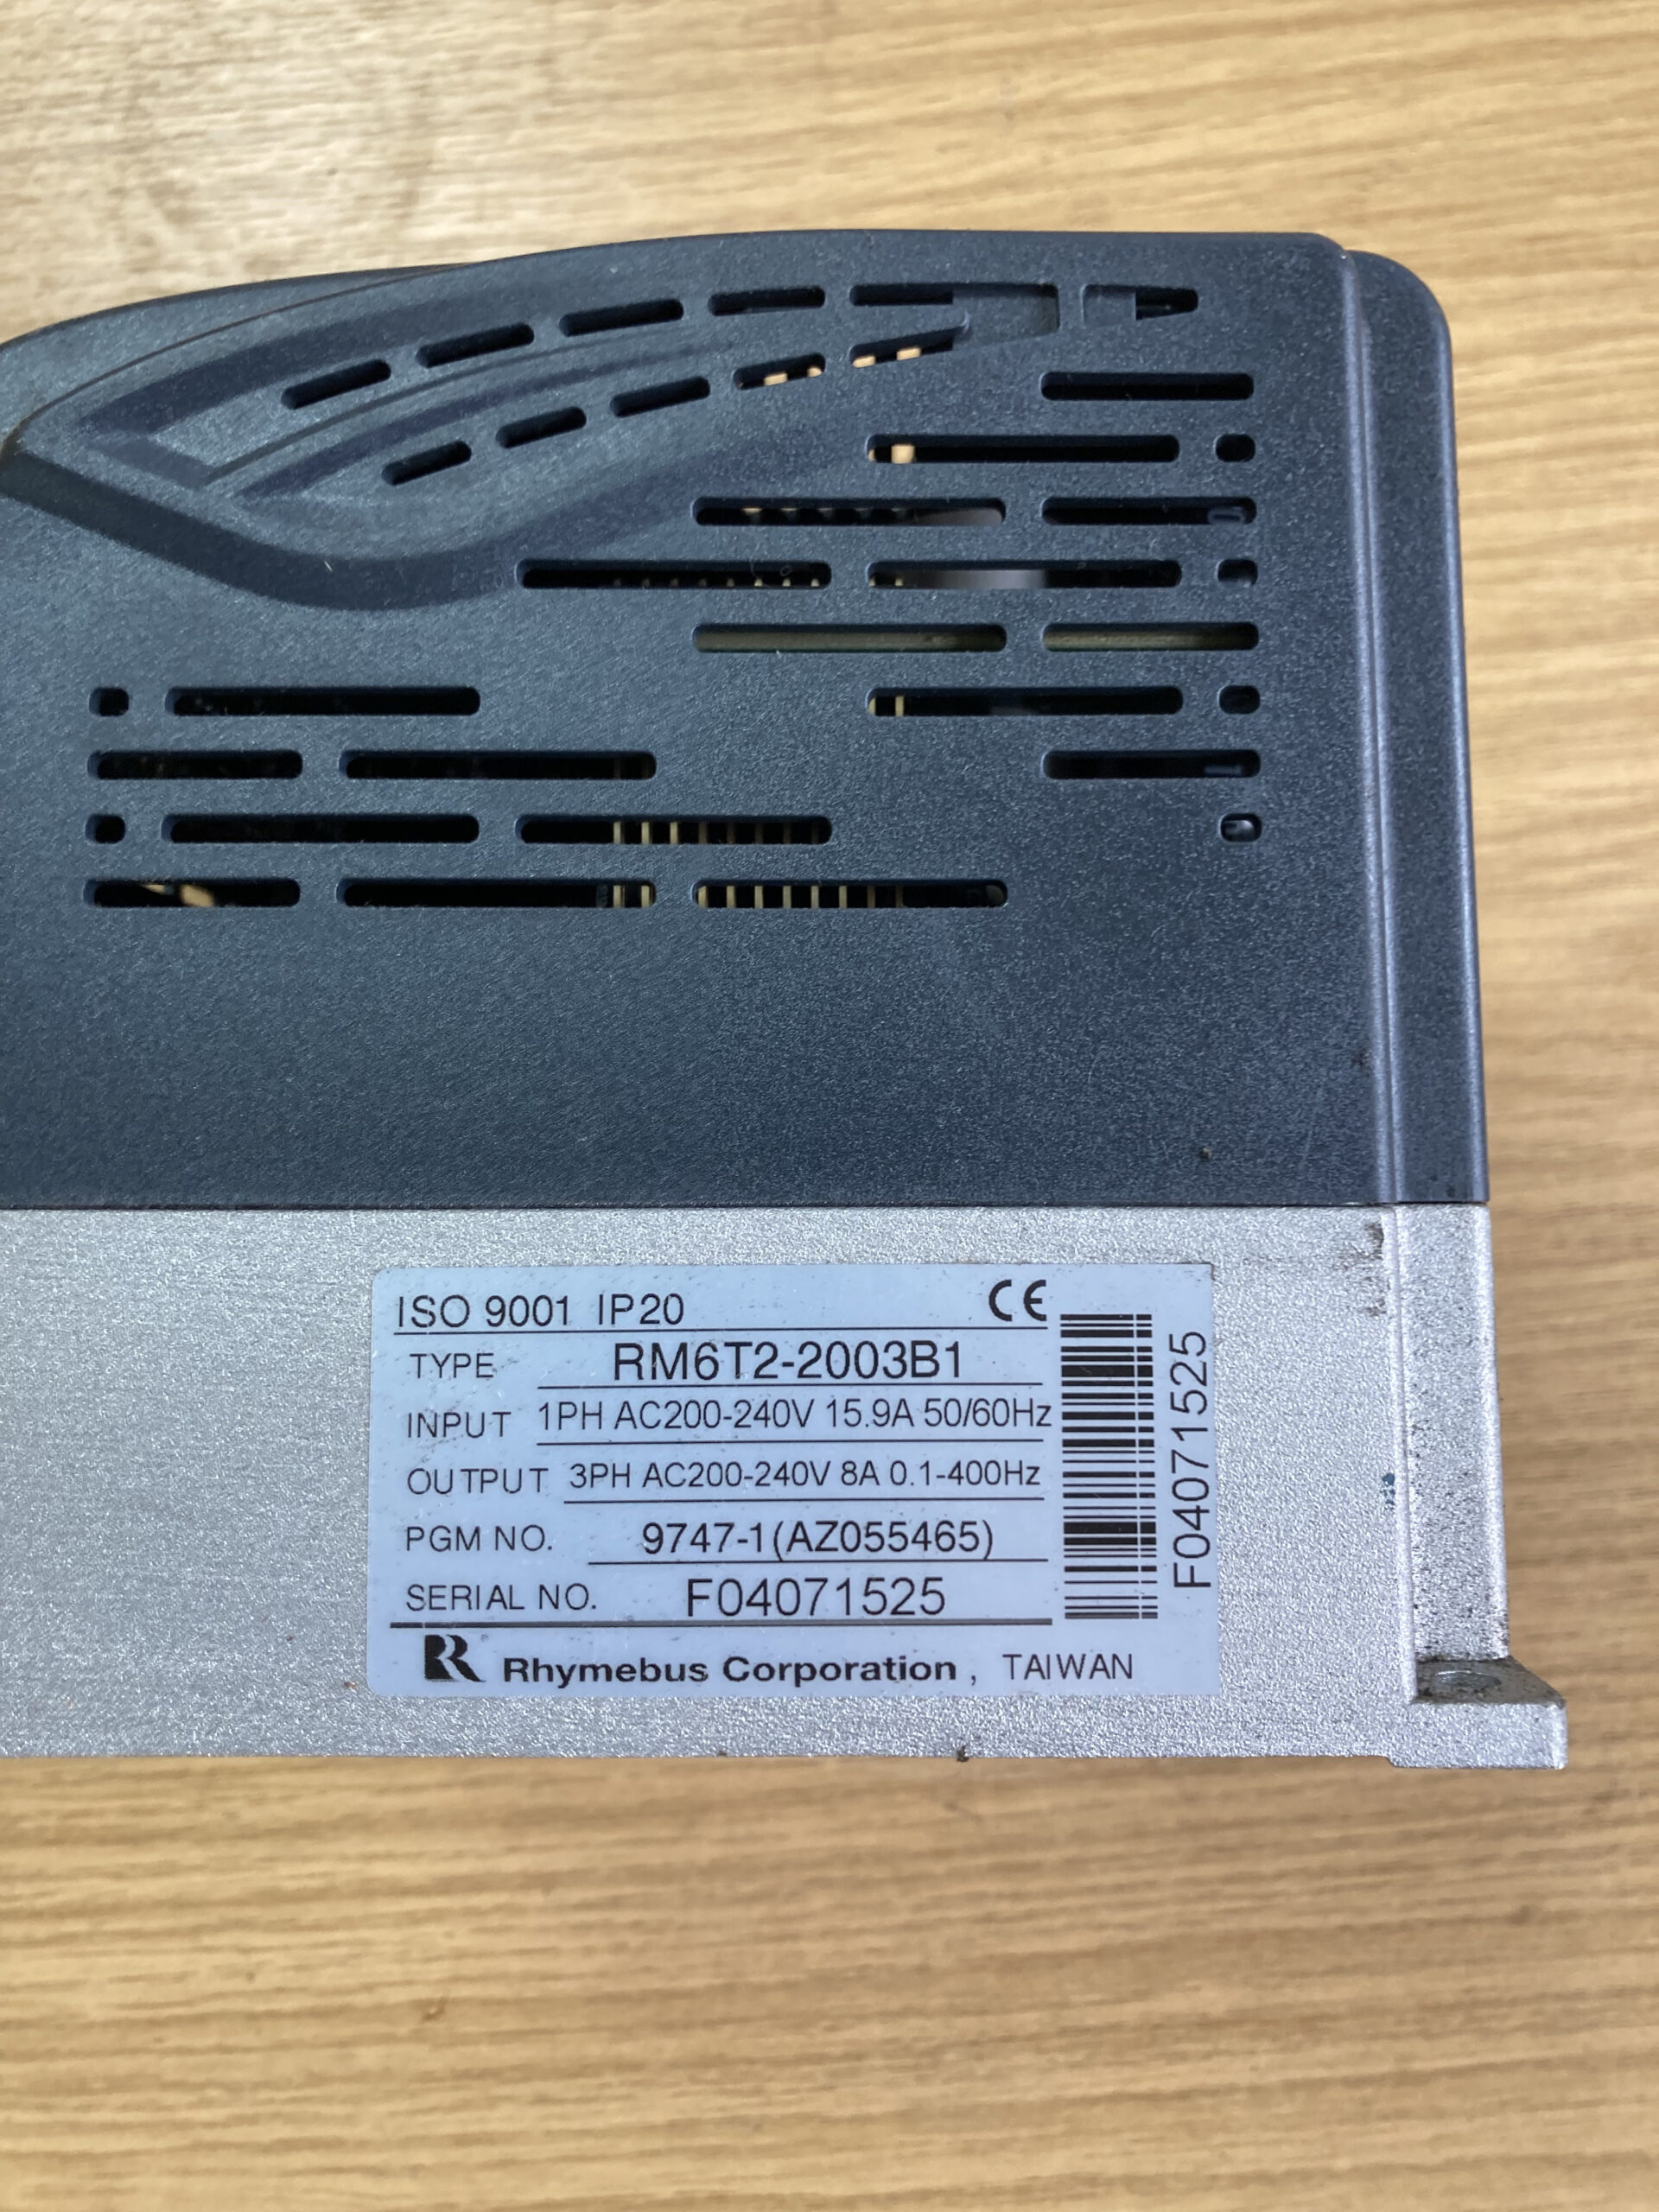 ISO 9001 IP20 CE
TYPE RM6T2-2003B1
INPUT 1PH AC200-240V 15.9A 50/60Hz
OUTPUT 3PH AC200-240V 8A 0.1-400Hz
PGM NO. 9747-1(AZ055465)
SERIAL NO. F04071525
R Rhymebus Corporation , TAIWAN
F04071525